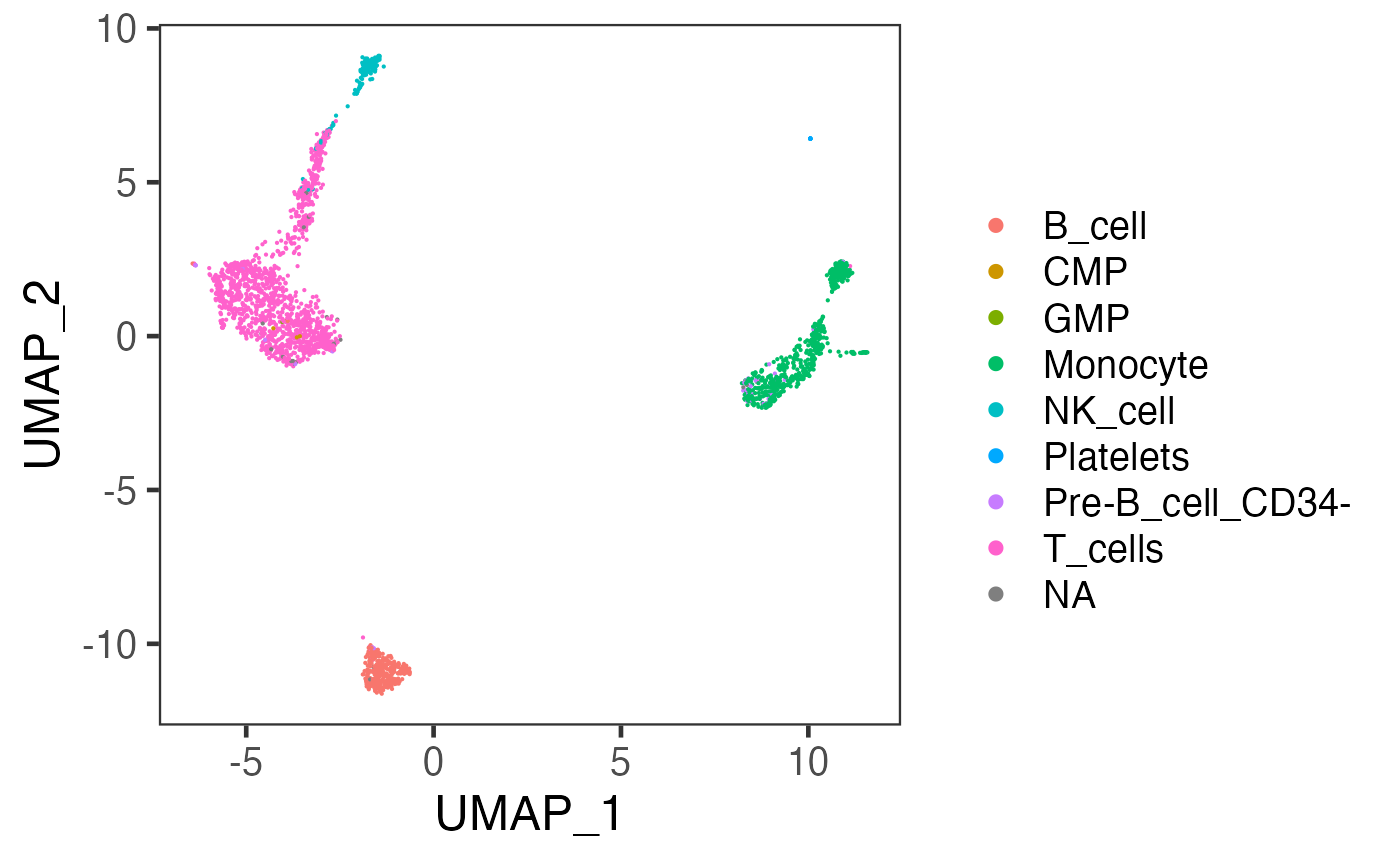 10
5
0
-5
-10
UMAP_2
-5 0 5 10
UMAP_1
B_cell
CMP
GMP
Monocyte
NK_cell
Platelets
Pre-B_cell_CD34-
T_cells
NA